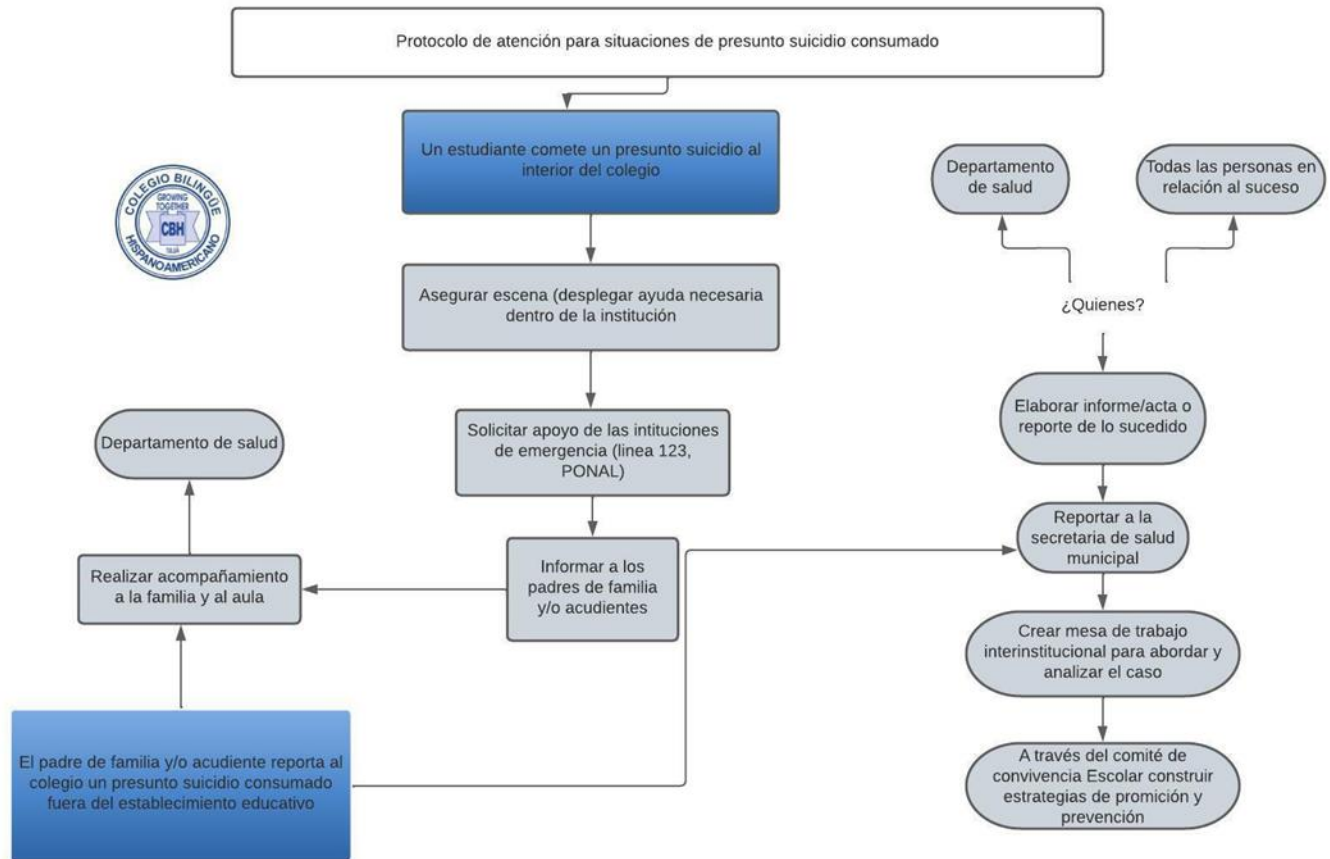 Protocolo de atención para situaciones de presunto suicidio consumado
Un estudiante comete un presunto suicidio al
interior del colegio
COLEGIO BILINGÜE
HISPANOAMERICANO
GROWING
TOGETHER
CBH
TULUÁ
Departamento
de salud
Todas las personas en
relación al suceso
¿Quienes?
Asegurar escena (desplegar ayuda necesaria
dentro de la institución
Elaborar informe/acta o
reporte de lo sucedido
Solicitar apoyo de las intituciones
de emergencia (linea 123,
PONAL)
Departamento de salud
Reportar a la
secretaria de salud
municipal
Informar a los
padres de familia
y/o acudientes
Realizar acompañamiento
a la familia y al aula
Crear mesa de trabajo
interinstitucional para abordar y
analizar el caso
El padre de familia y/o acudiente reporta al
colegio un presunto suicidio consumado
fuera del establecimiento educativo
A través del comité de
convivencia Escolar construir
estrategias de promición y
prevención